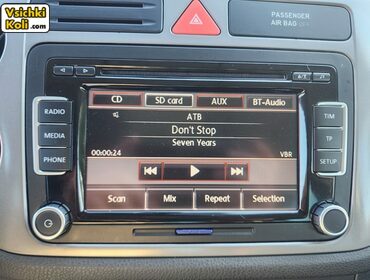 Vsichki
Koli.com
PASSENGER
AIR BAG OFF
CD
SD card
AUX
BT-Audio
ATB
Don't Stop
Seven Years
00:00:24
VBR
Scan
Mix
Repeat
Selection
RADIO
MEDIA
PHONE
TIM
TP
SETUP